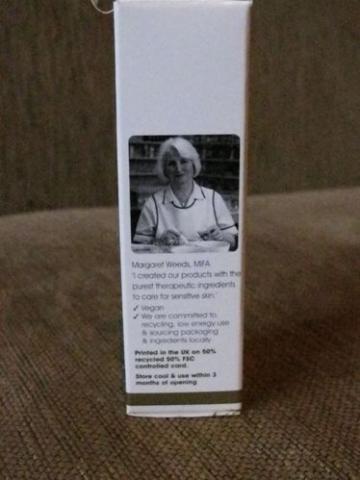 Margaret Weeds, MIFA
'I created our products with the
purest therapeutic ingredients
to care for sensitive skin.'
✓ Vegan
✓ We are committed to
recycling, low energy use
& sourcing packaging
& ingredients locally
Printed in the UK on 50%
recycled 50% FSC
controlled card.
Store cool & use within 3
months of opening